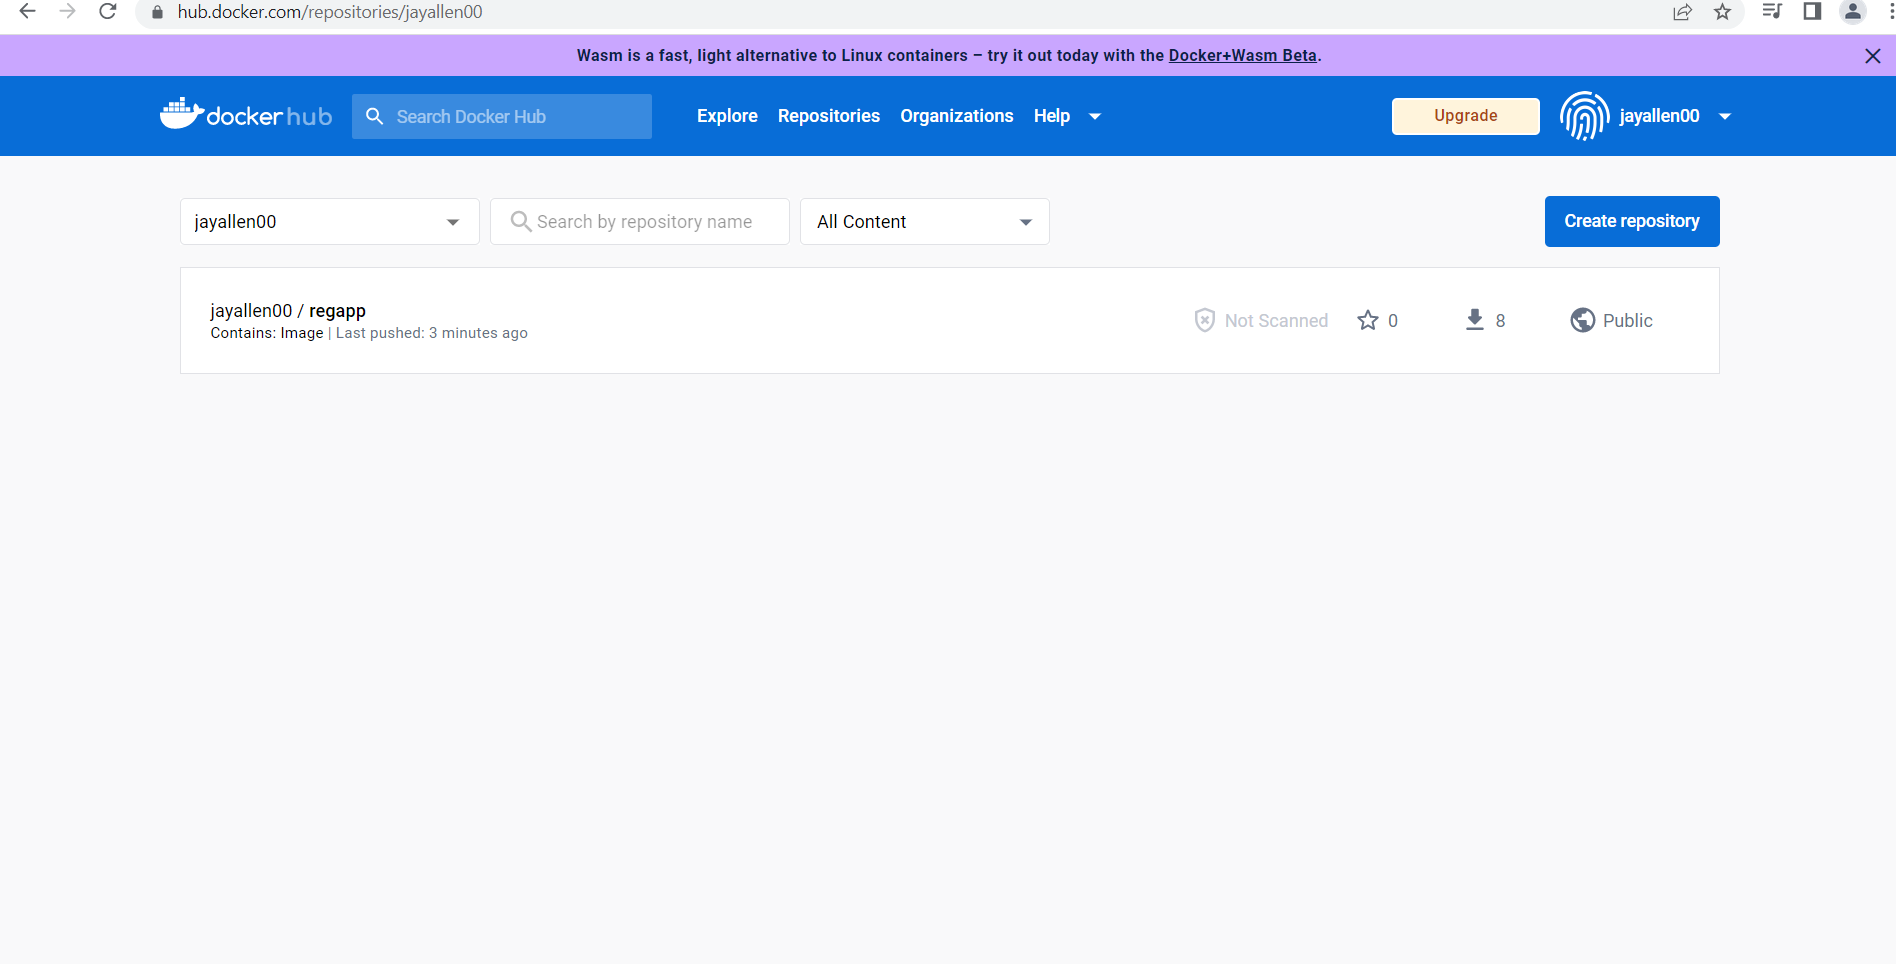 hub.docker.com/repositories/jayallen00
Wasm is a fast, light alternative to Linux containers – try it out today with the Docker+Wasm Beta.
docker hub Search Docker Hub Explore Repositories Organizations Help Upgrade jayallen00
jayallen00 Search by repository name All Content Create repository
jayallen00 / regapp
Contains: Image | Last pushed: 3 minutes ago
Not Scanned 0 8 Public